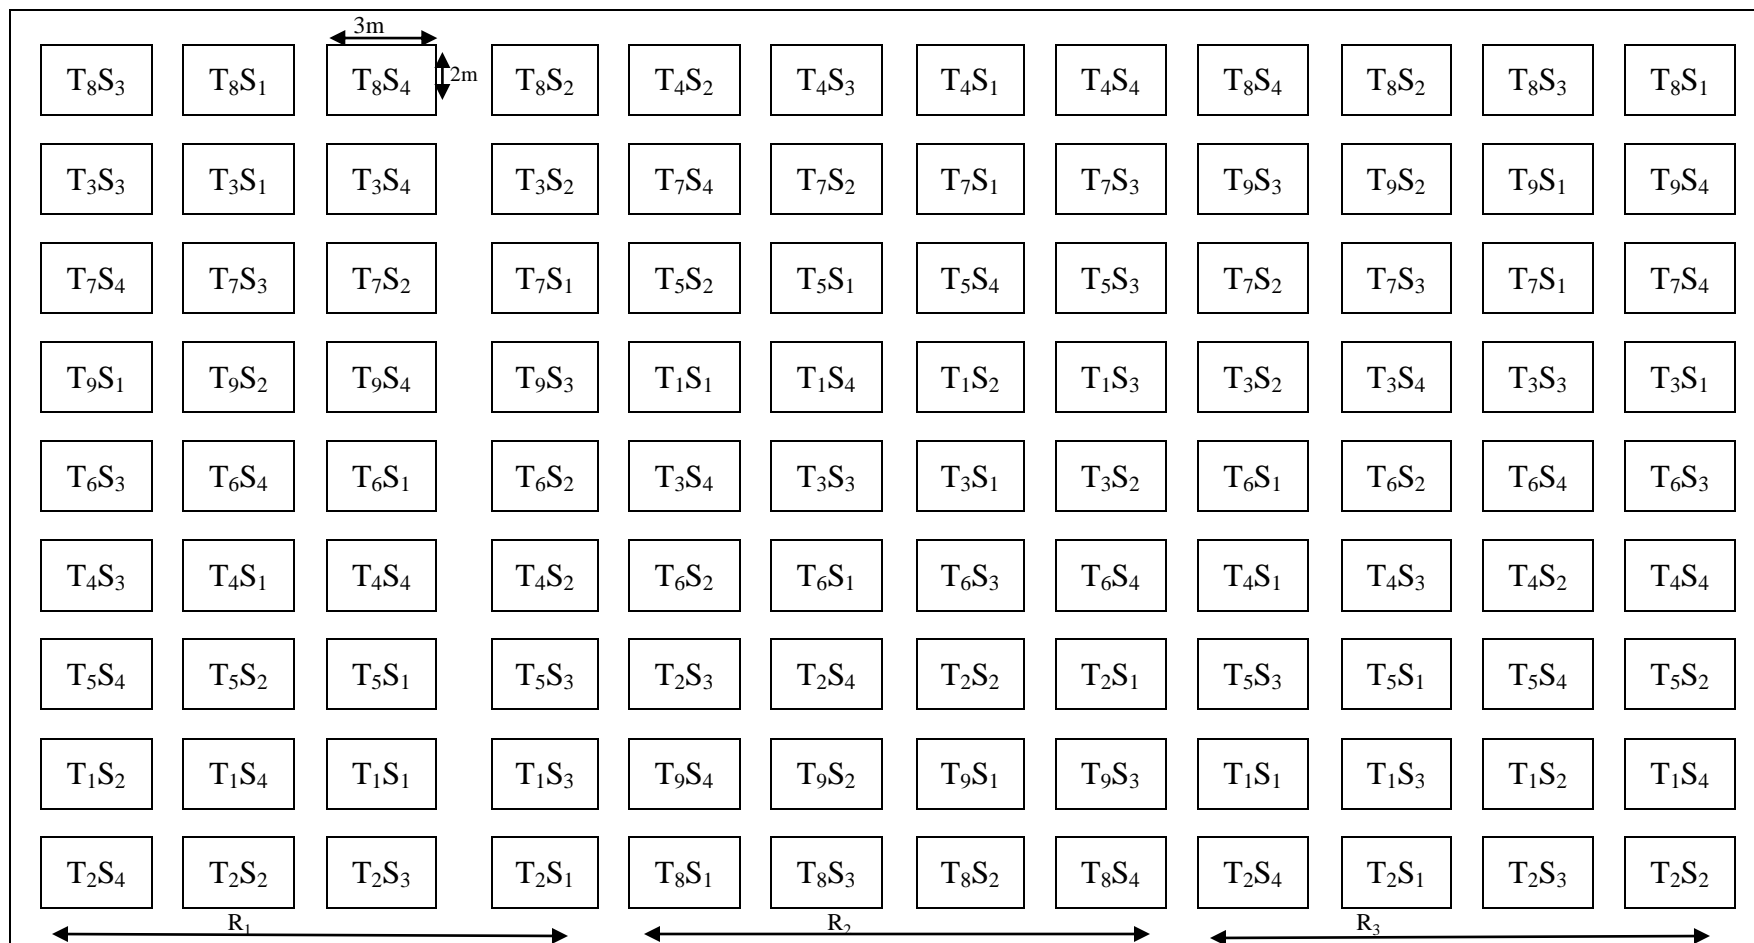 3m
T₈S₃ T₈S₁ T₈S₄ 2m T₈S₂ T₄S₂ T₄S₃ T₄S₁ T₄S₄ T₈S₄ T₈S₂ T₈S₃ T₈S₁
T₃S₃ T₃S₁ T₃S₄ T₃S₂ T₇S₄ T₇S₂ T₇S₁ T₇S₃ T₉S₃ T₉S₂ T₉S₁ T₉S₄
T₇S₄ T₇S₃ T₇S₂ T₇S₁ T₅S₂ T₅S₁ T₅S₄ T₅S₃ T₇S₂ T₇S₃ T₇S₁ T₇S₄
T₉S₁ T₉S₂ T₉S₄ T₉S₃ T₁S₁ T₁S₄ T₁S₂ T₁S₃ T₃S₂ T₃S₄ T₃S₃ T₃S₁
T₆S₃ T₆S₄ T₆S₁ T₆S₂ T₃S₄ T₃S₃ T₃S₁ T₃S₂ T₆S₁ T₆S₂ T₆S₄ T₆S₃
T₄S₃ T₄S₁ T₄S₄ T₄S₂ T₆S₂ T₆S₁ T₆S₃ T₆S₄ T₄S₁ T₄S₃ T₄S₂ T₄S₄
T₅S₄ T₅S₂ T₅S₁ T₅S₃ T₂S₃ T₂S₄ T₂S₂ T₂S₁ T₅S₃ T₅S₁ T₅S₄ T₅S₂
T₁S₂ T₁S₄ T₁S₁ T₁S₃ T₉S₄ T₉S₂ T₉S₁ T₉S₃ T₁S₁ T₁S₃ T₁S₂ T₁S₄
T₂S₄ T₂S₂ T₂S₃ T₂S₁ T₈S₁ T₈S₃ T₈S₂ T₈S₄ T₂S₄ T₂S₁ T₂S₃ T₂S₂
R₁ R₂ R₃